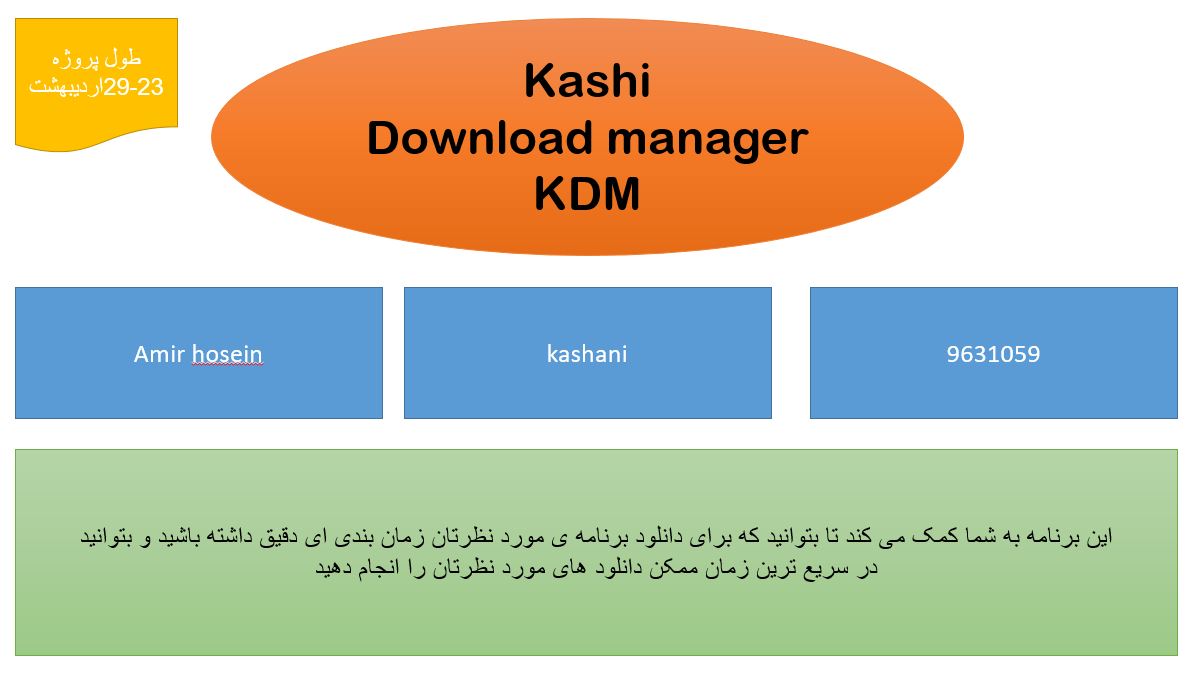 طول پروژه
29-23اردیبهشت
Kashi
Download manager
KDM
Amir hosein
kashani
9631059
این برنامه به شما کمک می کند تا بتوانید که برای دانلود برنامه ی مورد نظرتان زمان بندی ای دقیق داشته باشید و بتوانید
در سریع ترین زمان ممکن دانلود های مورد نظرتان را انجام دهید